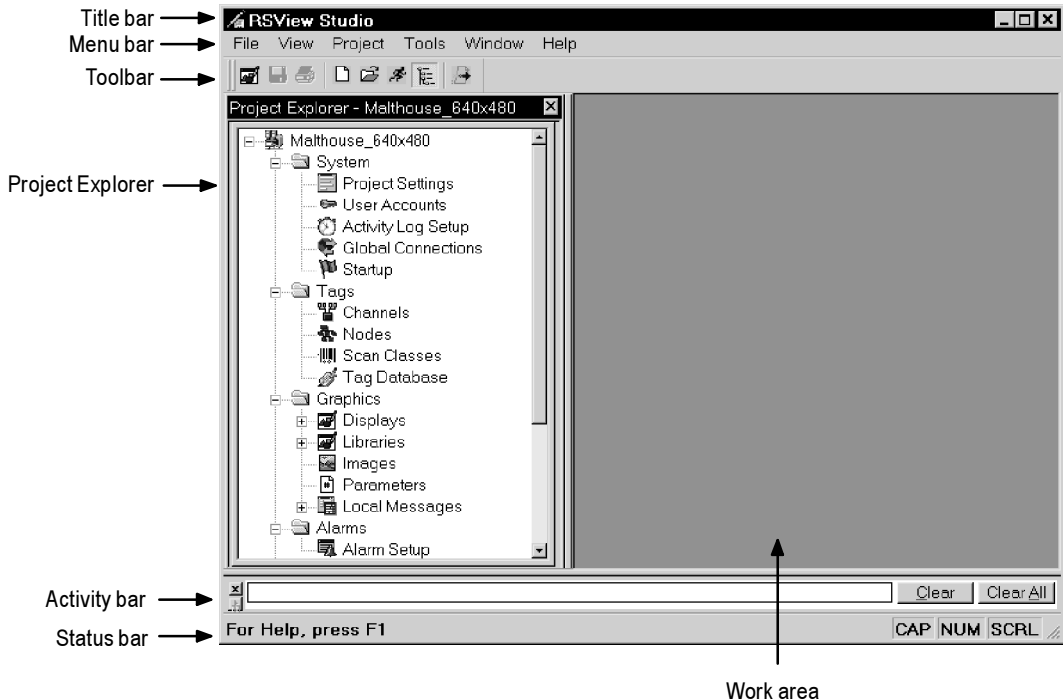 Title bar
RSView Studio
Menu bar
File View Project Tools Window Help
Toolbar
Project Explorer - Malthouse_640x480
Malthouse_640x480
System
Project Explorer
Project Settings
User Accounts
Activity Log Setup
Global Connections
Startup
Tags
Channels
Nodes
Scan Classes
Tag Database
Graphics
Displays
Libraries
Images
Parameters
Local Messages
Alarms
Alarm Setup
Activity bar
Clear Clear All
Status bar
For Help, press F1 CAP NUM SCRL
Work area